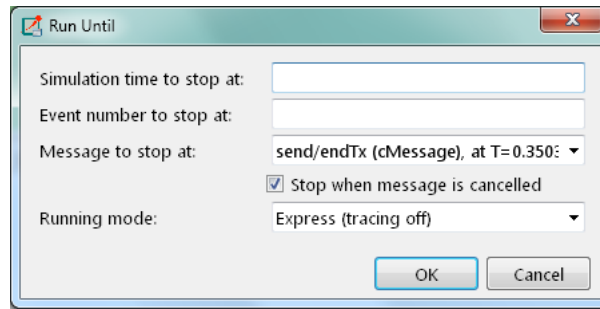 Run Until
Simulation time to stop at:
Event number to stop at:
Message to stop at: send/endTx (cMessage), at T=0.3503
Stop when message is cancelled
Running mode: Express (tracing off)
OK Cancel